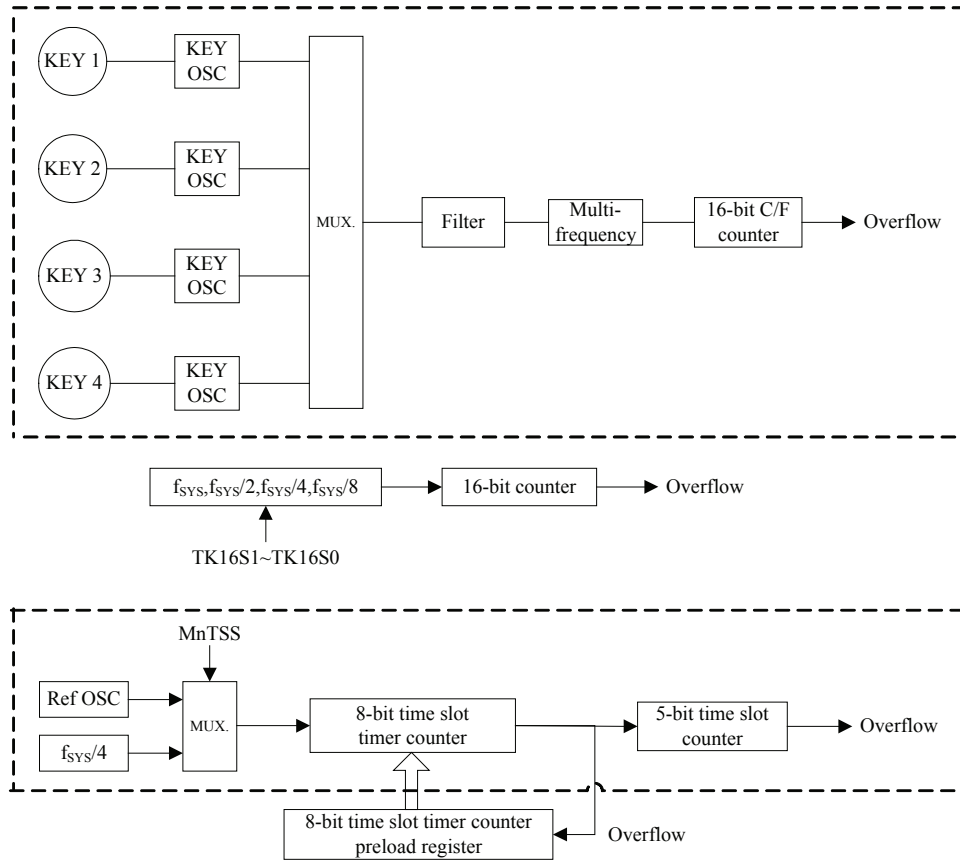 KEY 1
KEY
OSC
KEY 2
KEY
OSC
KEY 3
KEY
OSC
KEY 4
KEY
OSC
MUX.
Filter
Multi-
frequency
16-bit C/F
counter
Overflow
fSYS,fSYS/2,fSYS/4,fSYS/8
16-bit counter
Overflow
TK16S1~TK16S0
MnTSS
Ref OSC
fSYS/4
MUX.
8-bit time slot
timer counter
5-bit time slot
counter
Overflow
8-bit time slot timer counter
preload register
Overflow